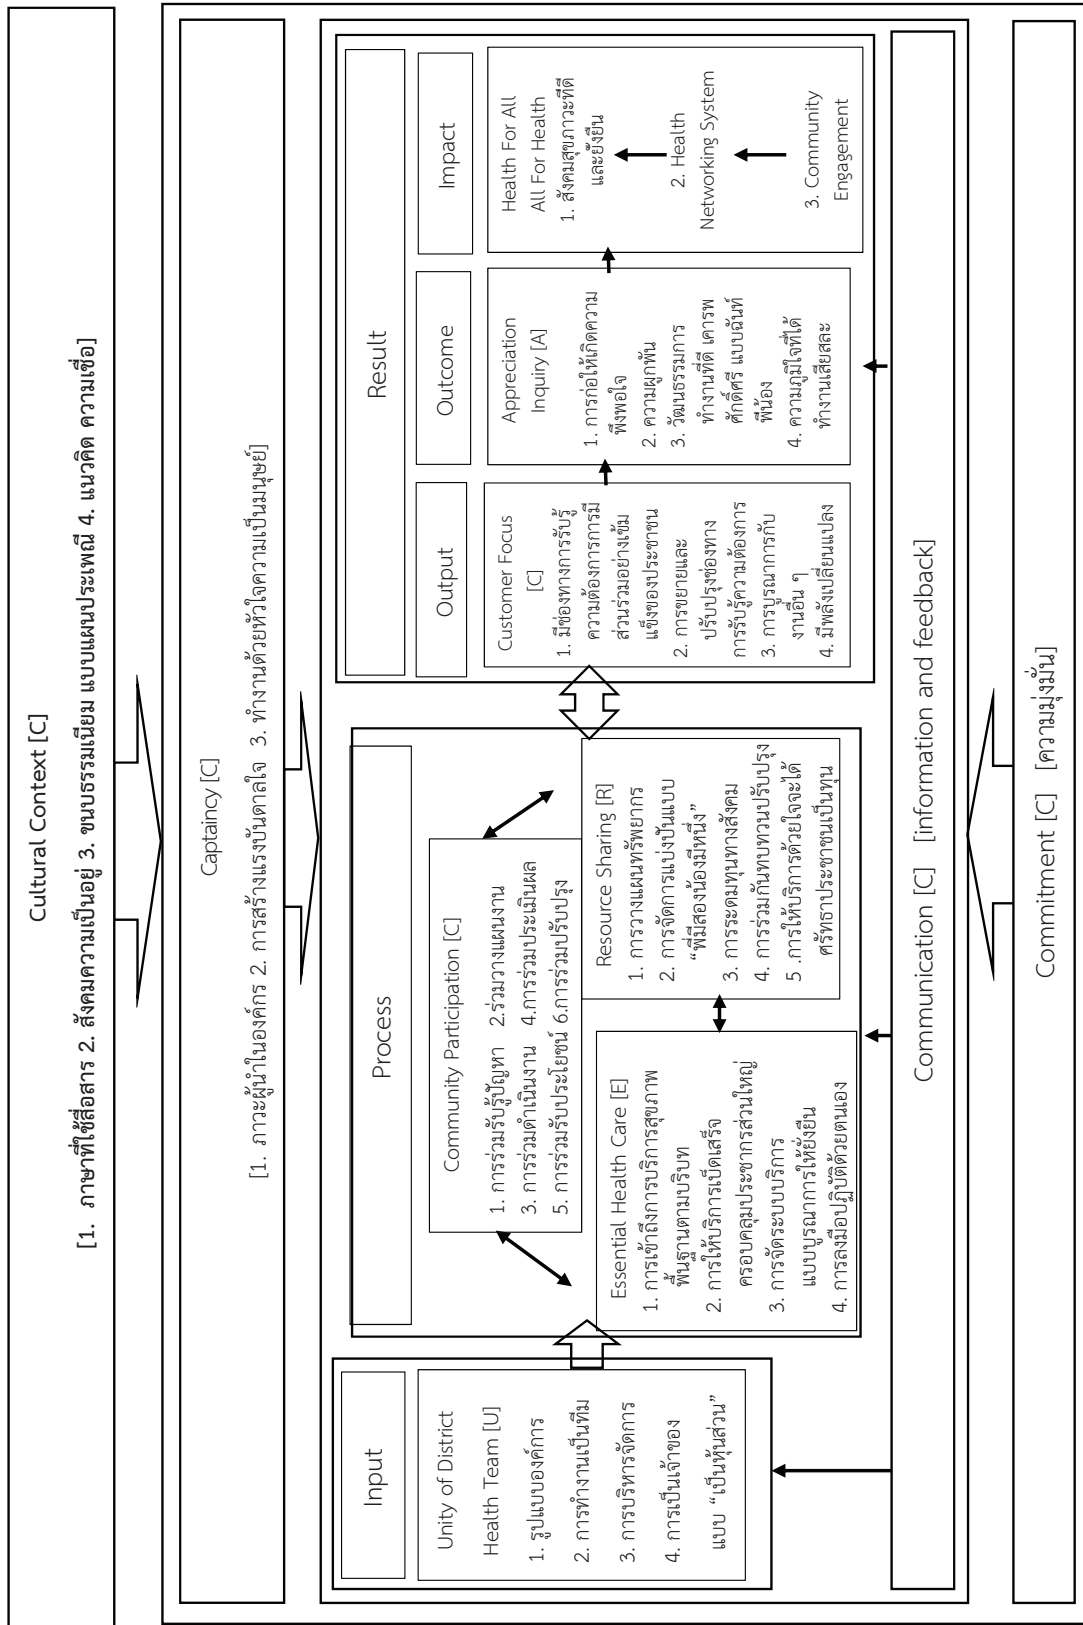 Cultural Context [C]
[1. ภาษาที่ใช้สื่อสาร 2. สังคมความเป็นอยู่ 3. ขนบธรรมเนียม แบบแผนประเพณี 4. แนวคิด ความเชื่อ]
Captaincy [C]
[1. ภาวะผู้นำในองค์กร 2. การสร้างแรงบันดาลใจ 3. ทำงานด้วยหัวใจความเป็นมนุษย์]
Input
Unity of District
Health Team [U]
1. รูปแบบองค์การ
2. การทำงานเป็นทีม
3. การบริหารจัดการ
4. การเป็นเจ้าของ
แบบ “เป็นหุ้นส่วน”
Process
Community Participation [C]
1. การร่วมรับรู้ปัญหา 2.ร่วมวางแผนงาน
3. การร่วมดำเนินงาน 4.การร่วมประเมินผล
5. การร่วมรับประโยชน์ 6.การร่วมปรับปรุง
Essential Health Care [E]
1. การเข้าถึงการบริการสุขภาพ
พื้นฐานตามบริบท
2. การให้บริการเบ็ดเสร็จ
ครอบคลุมประชากรส่วนใหญ่
3. การจัดระบบบริการ
แบบบูรณาการให้ยั่งยืน
4. การลงมือปฏิบัติด้วยตนเอง
Resource Sharing [R]
1. การวางแผนทรัพยากร
2. การจัดการแบ่งปันแบบ
“พี่มีสองน้องมีหนึ่ง”
3. การระดมทุนทางสังคม
4. การร่วมกันทบทวนปรับปรุง
5 .การให้บริการด้วยใจจะได้
ศรัทธาประชาชนเป็นทุน
Result
Output
Customer Focus
[C]
1. มีช่องทางการรับรู้
ความต้องการการมี
ส่วนร่วมอย่างเข้ม
แข็งของประชาชน
2. การขยายและ
ปรับปรุงช่องทาง
การรับรู้ความต้องการ
3. การบูรณาการกับ
งานอื่น ๆ
4. มีพลังเปลี่ยนแปลง
Outcome
Appreciation
Inquiry [A]
1. การก่อให้เกิดความ
พึงพอใจ
2. ความผูกพัน
3. วัฒนธรรมการ
ทำงานที่ดี เคารพ
ศักดิ์ศรี แบบฉันท์
พี่น้อง
4. ความภูมิใจที่ได้
ทำงานเสียสละ
Impact
Health For All
All For Health
1. สังคมสุขภาวะที่ดี
และยั่งยืน
2. Health
Networking System
3. Community
Engagement
Communication [C] [information and feedback]
Commitment [C] [ความมุ่งมั่น]